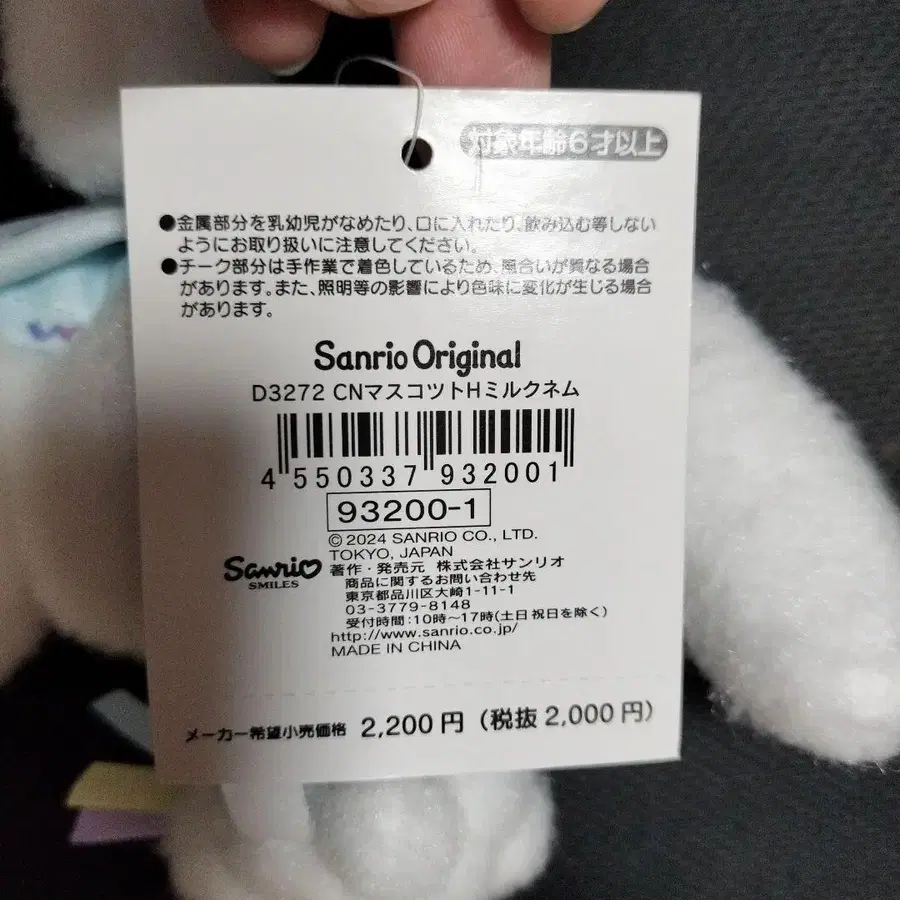 対象年齢6才以上
●金属部分を乳幼児がなめたり、口に入れたり、飲み込む等しない
ようにお取り扱いに注意してください。
●チーク部分は手作業で着色しているため、風合いが異なる場合
があります。また、照明等の影響により色味に変化が生じる場合
があります。
Sanrio Original
D3272 CNマスコツトHミルクネム
4 550337 932001
93200-1
© 2024 SANRIO CO., LTD.
TOKYO, JAPAN
Sanrio
SMILES
著作・発売元 株式会社サンリオ
商品に関するお問い合わせ先
東京都品川区大崎1-11-1
03-3779-8148
受付時間:10時〜17時(土日祝日を除く)
http://www.sanrio.co.jp/
MADE IN CHINA
メーカー希望小売価格 2,200円(税抜2,000円)